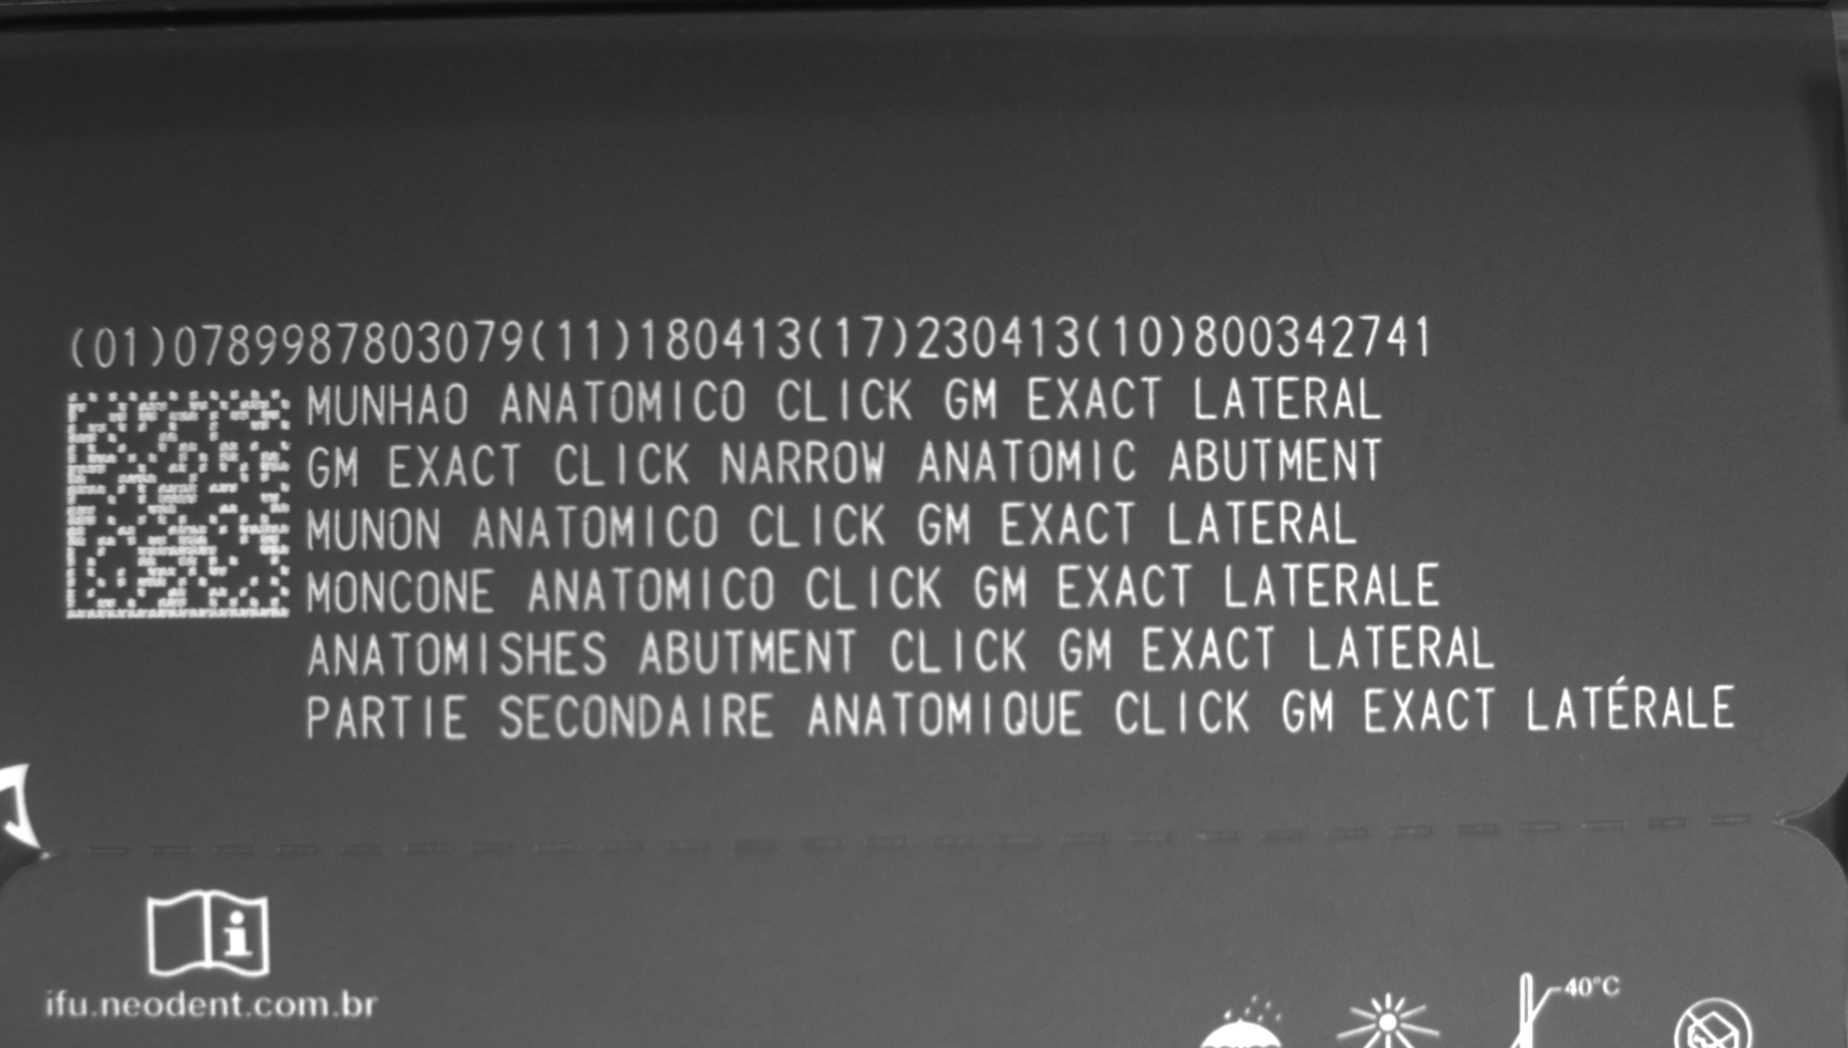 (01)07899878030​79(11)180413(17)230413(10)800342741
MUNHAO ANATOMICO CLICK GM EXACT LATERAL
GM EXACT CLICK NARROW ANATOMIC ABUTMENT
MUNON ANATOMICO CLICK GM EXACT LATERAL
MONCONE ANATOMICO CLICK GM EXACT LATERALE
ANATOMISHES ABUTMENT CLICK GM EXACT LATERAL
PARTIE SECONDAIRE ANATOMIQUE CLICK GM EXACT LATÉRALE
40°C
ifu.neodent.com.br